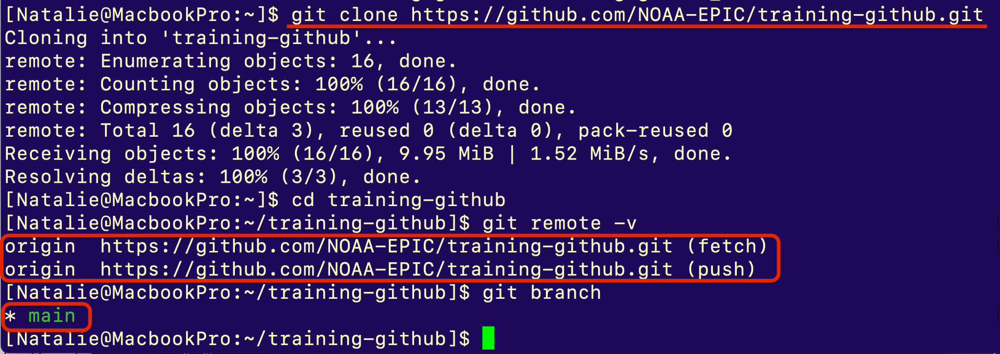 [Natalie@MacbookPro:~]$ git clone https://github.com/NOAA-EPIC/training-github.git
Cloning into 'training-github'...
remote: Enumerating objects: 16, done.
remote: Counting objects: 100% (16/16), done.
remote: Compressing objects: 100% (13/13), done.
remote: Total 16 (delta 3), reused 0 (delta 0), pack-reused 0
Receiving objects: 100% (16/16), 9.95 MiB | 1.52 MiB/s, done.
Resolving deltas: 100% (3/3), done.
[Natalie@MacbookPro:~]$ cd training-github
[Natalie@MacbookPro:~/training-github]$ git remote -v
origin  https://github.com/NOAA-EPIC/training-github.git (fetch)
origin  https://github.com/NOAA-EPIC/training-github.git (push)
[Natalie@MacbookPro:~/training-github]$ git branch
* main
[Natalie@MacbookPro:~/training-github]$